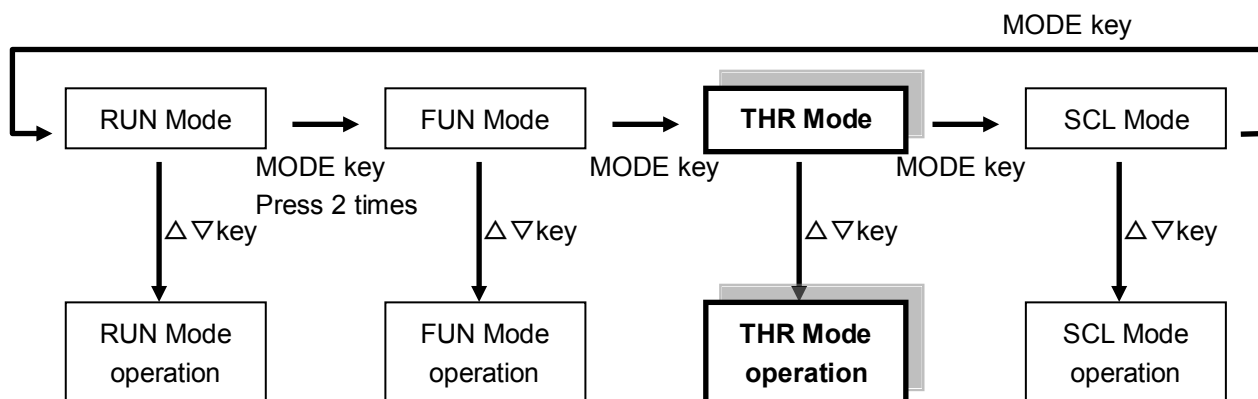 MODE key
RUN Mode
FUN Mode
THR Mode
SCL Mode
MODE key
Press 2 times
MODE key
MODE key
△▽key
△▽key
△▽key
△▽key
RUN Mode
operation
FUN Mode
operation
THR Mode
operation
SCL Mode
operation